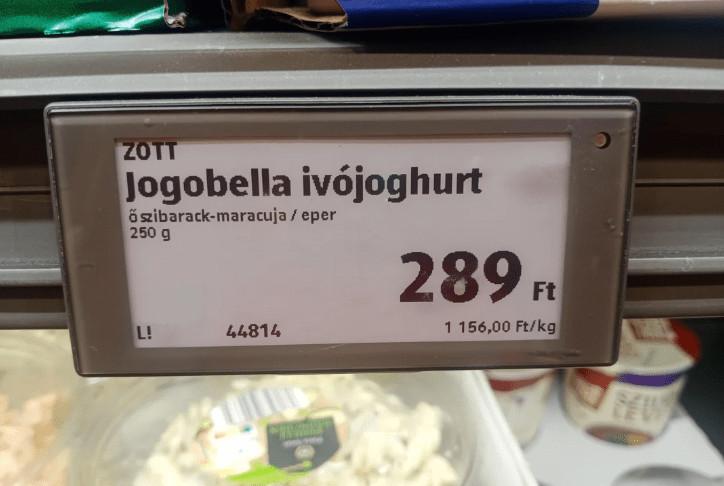 ZOTT
Jogobella ivójoghurt
őszibarack-maracuja / eper
250 g
289 Ft
L! 44814 1 156,00 Ft/kg